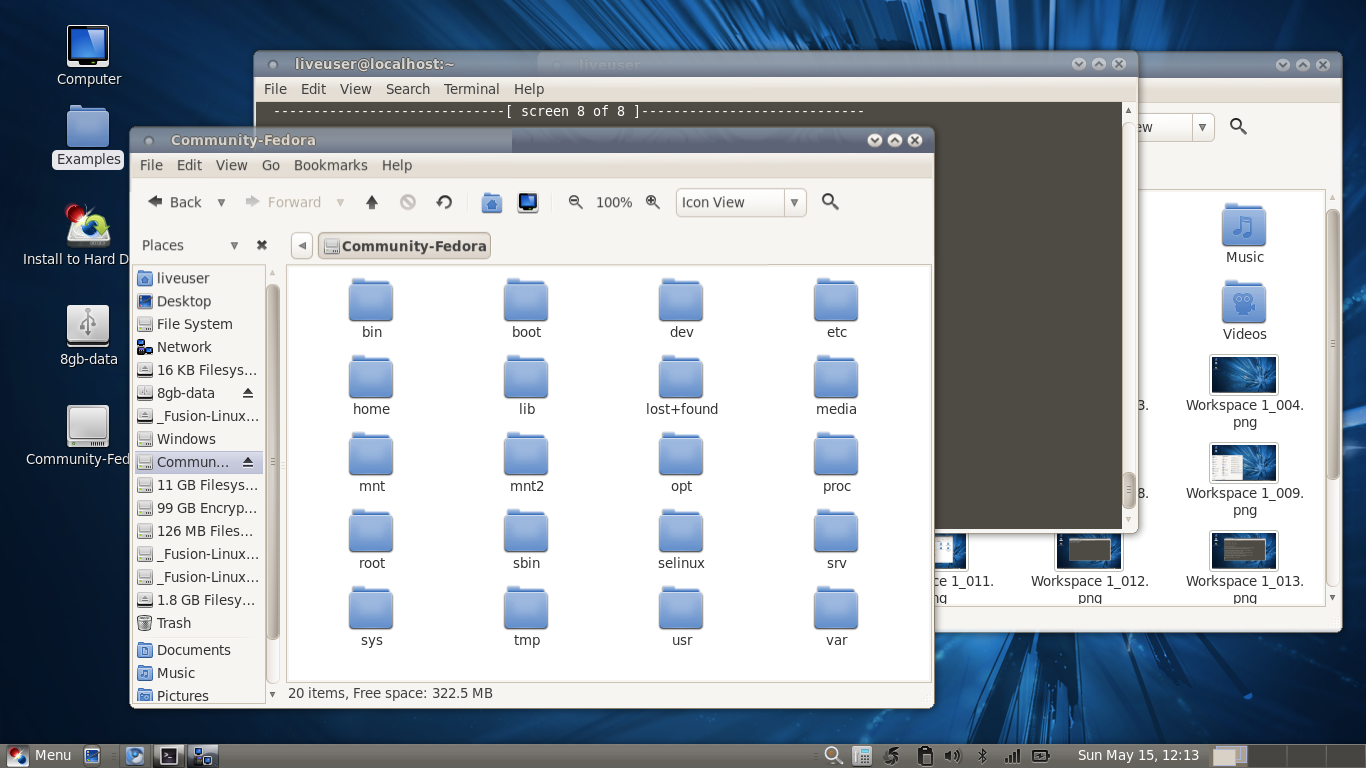 Computer
Examples
Install to Hard D
8gb-data
Community-Fed
liveuser@localhost:~
File Edit View Search Terminal Help
---------------------------[ screen 8 of 8 ]--------------------------
liveuser
ew
Music
Videos
3.
Workspace 1_004.
png
8.
Workspace 1_009.
png
ce 1_011.
ng
Workspace 1_012.
png
Workspace 1_013.
png
Community-Fedora
File Edit View Go Bookmarks Help
Back Forward 100% Icon View
Places
Community-Fedora
liveuser
Desktop
File System
Network
16 KB Filesys...
8gb-data
_Fusion-Linux...
Windows
Commun...
11 GB Filesys...
99 GB Encryp...
126 MB Files...
_Fusion-Linux...
_Fusion-Linux...
1.8 GB Filesy...
Trash
Documents
Music
Pictures
bin boot dev etc
home lib lost+found media
mnt mnt2 opt proc
root sbin selinux srv
sys tmp usr var
20 items, Free space: 322.5 MB
Menu
Sun May 15, 12:13